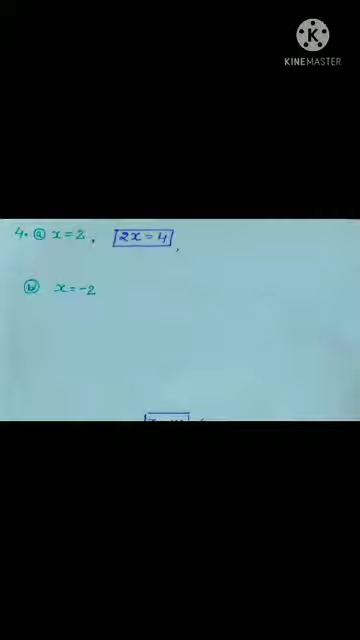 K
KINEMASTER
4. ⓐ x = 2, 2x = 4,
ⓑ x = -2